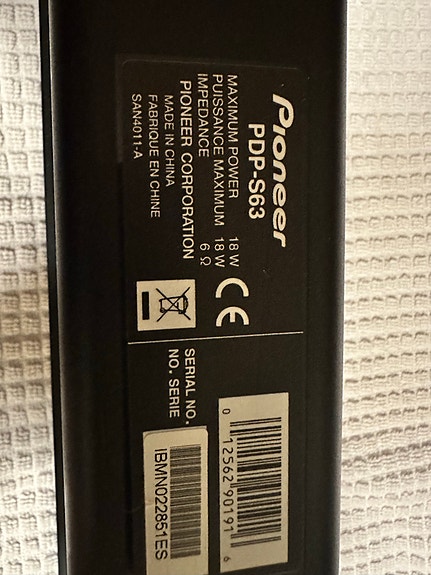 Pioneer
PDP-S63
MAXIMUM POWER 18 W
PUISSANCE MAXIMUM 18 W
IMPEDANCE 6 Ω
PIONEER CORPORATION
MADE IN CHINA
FABRIQUE EN CHINE
SAN4011-A
CE
SERIAL NO.
NO. SERIE
0 12562 90191 6
IBMN022851ES